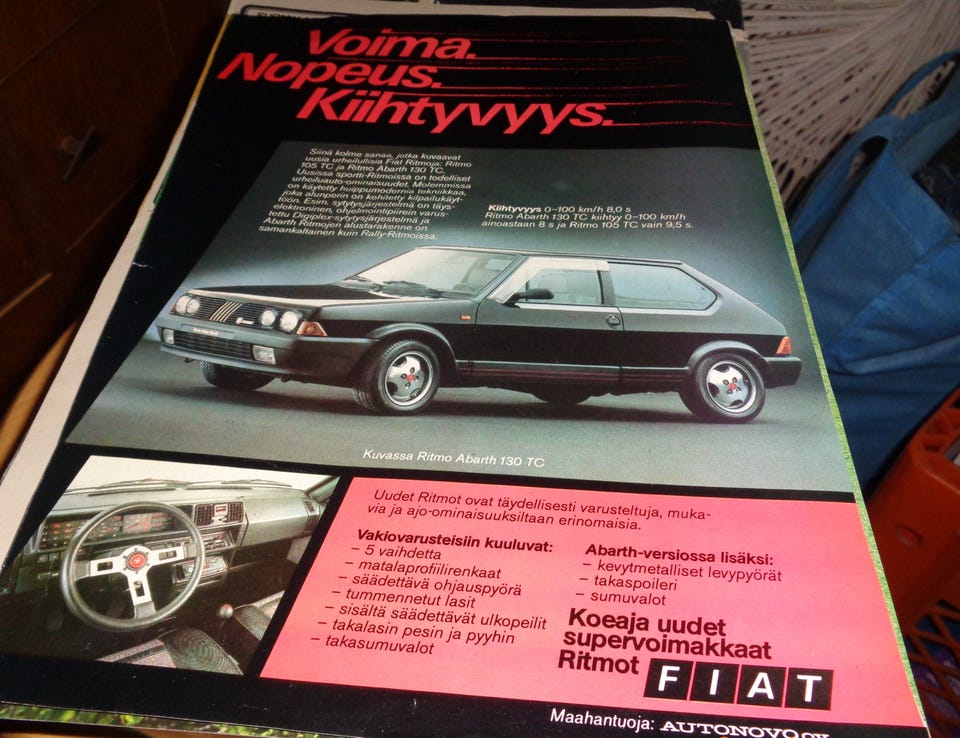 Voima.
Nopeus.
Kiihtyvyys.
Siinä kolme sanaa, jotka kuvaavat
uusia urheilullisia Fiat Ritmoja: Ritmo
105 TC ja Ritmo Abarth 130 TC.
Uusissa sportti-Ritmoissa on todelliset
urheiluauto-ominaisuudet. Molemmissa
on käytetty huippumodernia tekniikkaa,
joka alunperin on kehitetty kilpailukäyt-
töön. Esim. sytytysjärjestelmä on täys-
elektroninen, ohjelmointipiirein varus-
tettu Digiplex-sytytysjärjestelmä ja
Abarth Ritmojen alustarakenne on
samankaltainen kuin Rally-Ritmoissa.
Kiihtyvyys 0–100 km/h 8,0 s
Ritmo Abarth 130 TC kiihtyy 0–100 km/h
ainoastaan 8 s ja Ritmo 105 TC vain 9,5 s.
Kuvassa Ritmo Abarth 130 TC
Uudet Ritmot ovat täydellisesti varusteltuja, muka-
via ja ajo-ominaisuuksiltaan erinomaisia.
Vakiovarusteisiin kuuluvat:
– 5 vaihdetta
– matalaprofiilirenkaat
– säädettävä ohjauspyörä
– tummennetut lasit
– sisältä säädettävät ulkopeilit
– takalasin pesin ja pyyhin
– takasumuvalot
Abarth-versiossa lisäksi:
– kevytmetalliset levypyörät
– takaspoileri
– sumuvalot
Koeaja uudet
supervoimakkaat
Ritmot FIAT
Maahantuoja: AUTONOVO OY